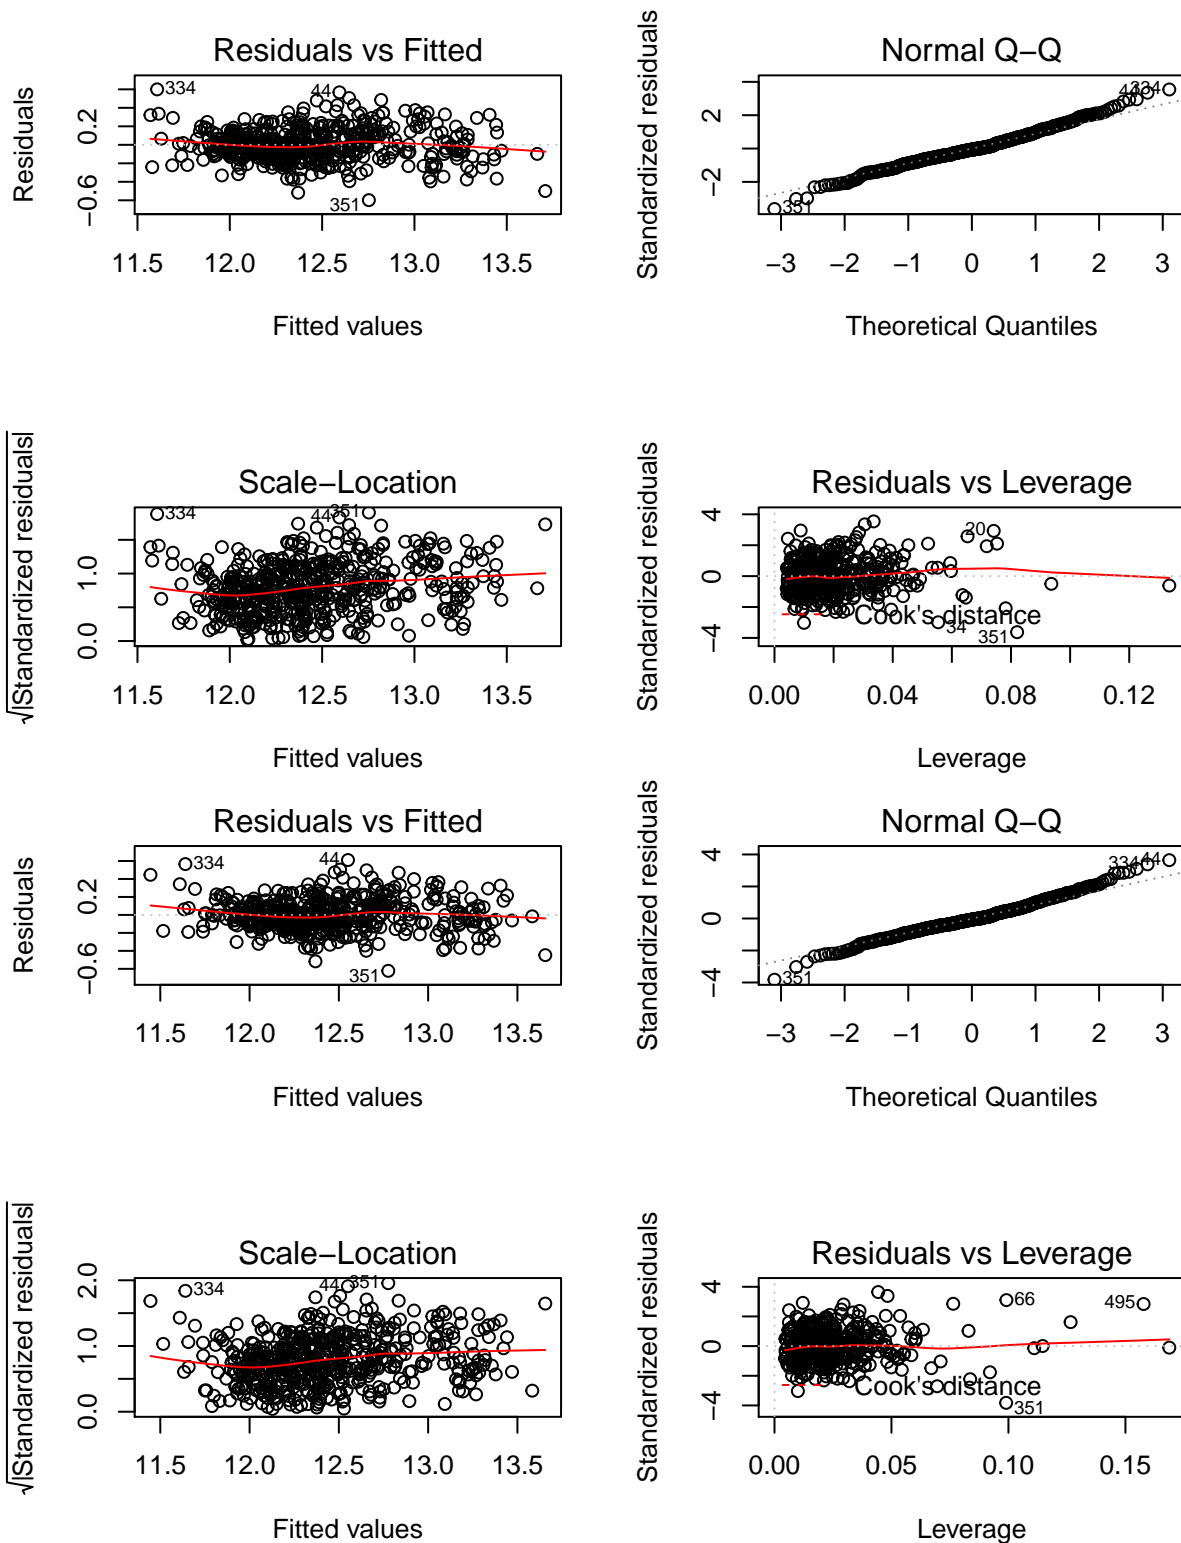 Residuals vs Fitted
Residuals
0.2
−0.6
334
44
351
11.5 12.0 12.5 13.0 13.5
Fitted values
Normal Q−Q
Standardized residuals
2
−2
44
334
351
−3 −2 −1 0 1 2 3
Theoretical Quantiles
Scale−Location
√|Standardized residuals|
1.0
0.0
334
44
351
11.5 12.0 12.5 13.0 13.5
Fitted values
Residuals vs Leverage
Standardized residuals
4
0
−4
20
Cook's distance
34
351
0.00 0.04 0.08 0.12
Leverage
Residuals vs Fitted
Residuals
0.2
−0.6
334
44
351
11.5 12.0 12.5 13.0 13.5
Fitted values
Normal Q−Q
Standardized residuals
4
0
−4
334
44
351
−3 −2 −1 0 1 2 3
Theoretical Quantiles
Scale−Location
√|Standardized residuals|
2.0
1.0
0.0
334
44
351
11.5 12.0 12.5 13.0 13.5
Fitted values
Residuals vs Leverage
Standardized residuals
4
0
−4
66
495
Cook's distance
351
0.00 0.05 0.10 0.15
Leverage